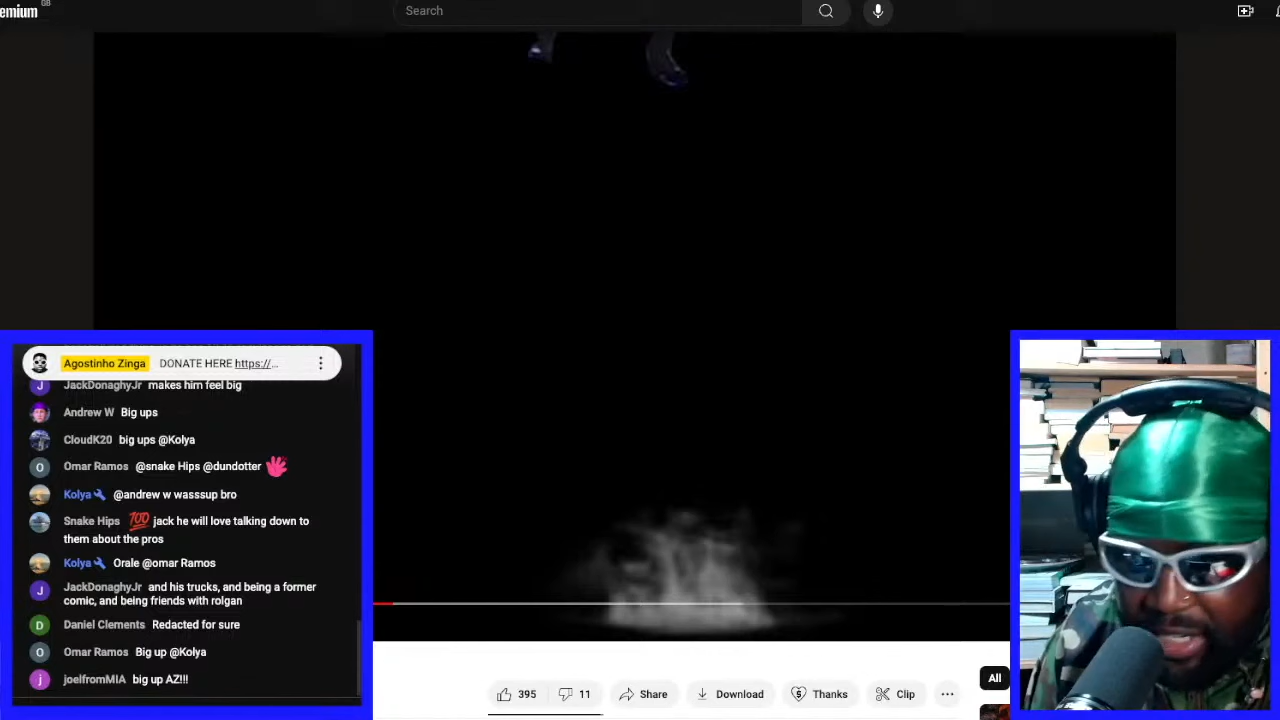 emium GB
Search
Agostinho Zinga DONATE HERE https://...
JackDonaghyJr makes him feel big
Andrew W Big ups
CloudK20 big ups @Kolya
Omar Ramos @snake Hips @dundotter
Kolya @andrew w wasssup bro
Snake Hips 💯 jack he will love talking down to
them about the pros
Kolya Orale @omar Ramos
JackDonaghyJr and his trucks, and being a former
comic, and being friends with rolgan
Daniel Clements Redacted for sure
Omar Ramos Big up @Kolya
joelfromMIA big up AZ!!!
395 11 Share Download Thanks Clip
All